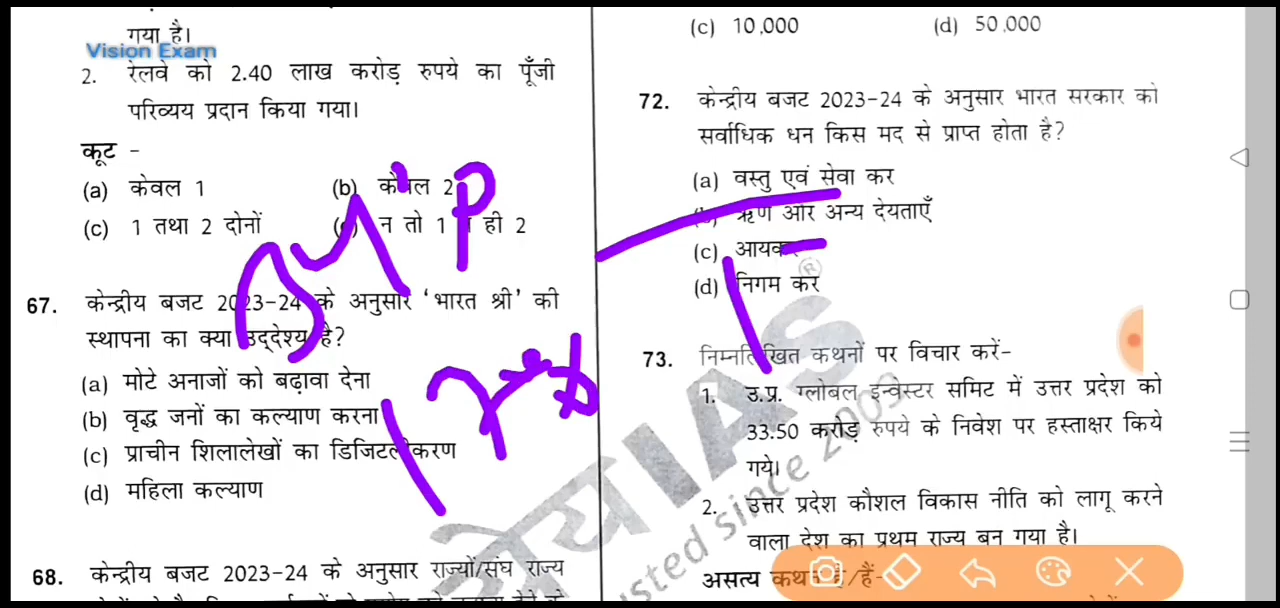 गया है।
Vision Exam
2. रेलवे को 2.40 लाख करोड़ रुपये का पूँजी
परिव्यय प्रदान किया गया।
कूट -
(a) केवल 1
(b) केवल 2
(c) 1 तथा 2 दोनों
न तो 1 न ही 2
67. केन्द्रीय बजट 2023-24 के अनुसार 'भारत श्री' की
स्थापना का क्या उद्देश्य है?
(a) मोटे अनाजों को बढ़ावा देना
(b) वृद्ध जनों का कल्याण करना
(c) प्राचीन शिलालेखों का डिजिटलीकरण
(d) महिला कल्याण
68. केन्द्रीय बजट 2023-24 के अनुसार राज्यों/संघ राज्य
(c) 10,000
(d) 50,000
72. केन्द्रीय बजट 2023-24 के अनुसार भारत सरकार को
सर्वाधिक धन किस मद से प्राप्त होता है?
(a) वस्तु एवं सेवा कर
(b) ऋण और अन्य देयताएँ
(c) आयकर
(d) निगम कर
73. निम्नलिखित कथनों पर विचार करें-
1. उ.प्र. ग्लोबल इन्वेस्टर समिट में उत्तर प्रदेश को
33.50 करोड़ रुपये के निवेश पर हस्ताक्षर किये
गये।
2. उत्तर प्रदेश कौशल विकास नीति को लागू करने
वाला देश का प्रथम राज्य बन गया है।
असत्य कथन है/हैं-
ध्येय IAS
usted since 2003